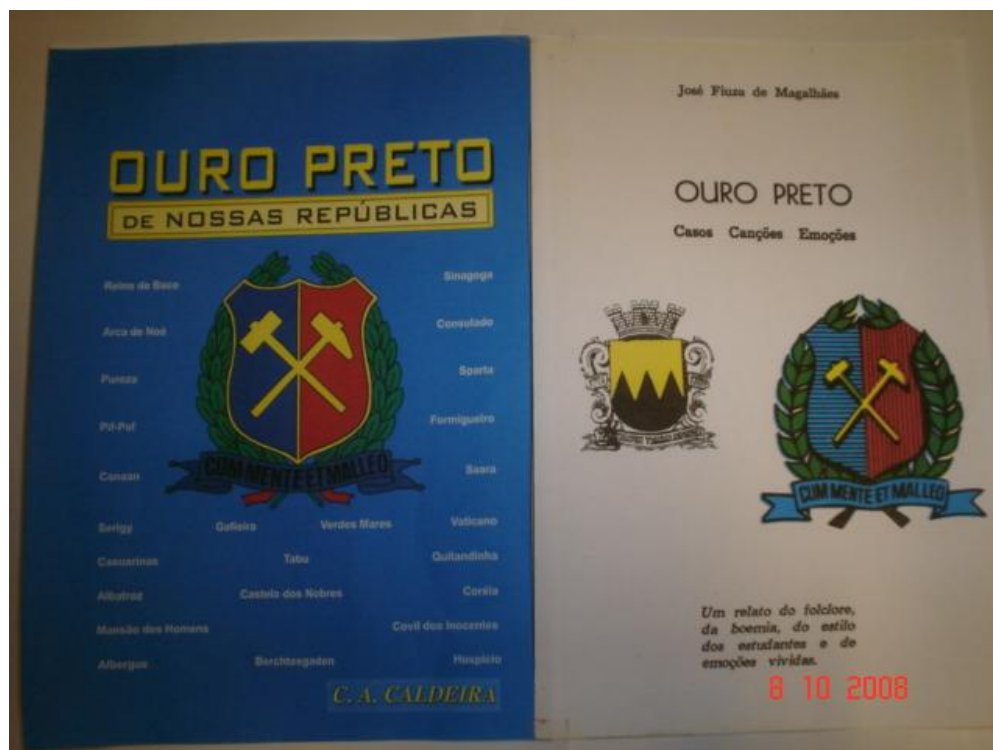 OURO PRETO
DE NOSSAS REPÚBLICAS
Reino de Baco
Sinagoga
Arca de Noé
Consulado
Pureza
Sparta
Pif-Paf
Formigueiro
Canaan
Saara
CUM MENTE ET MALLEO
Serigy Gafieira Verdes Mares Vaticano
Casuarinas Tabu Quitandinha
Albatroz Castelo dos Nobres Coréia
Mansão dos Homens Covil dos Inocentes
Albergue Berchtesgaden Hospício
C. A. CALDEIRA
José Fiuza de Magalhães
OURO PRETO
Casos Canções Emoções
CUM MENTE ET MALLEO
Um relato do folclore,
da boemia, do estilo
dos estudantes e de
emoções vividas.
8 10 2008